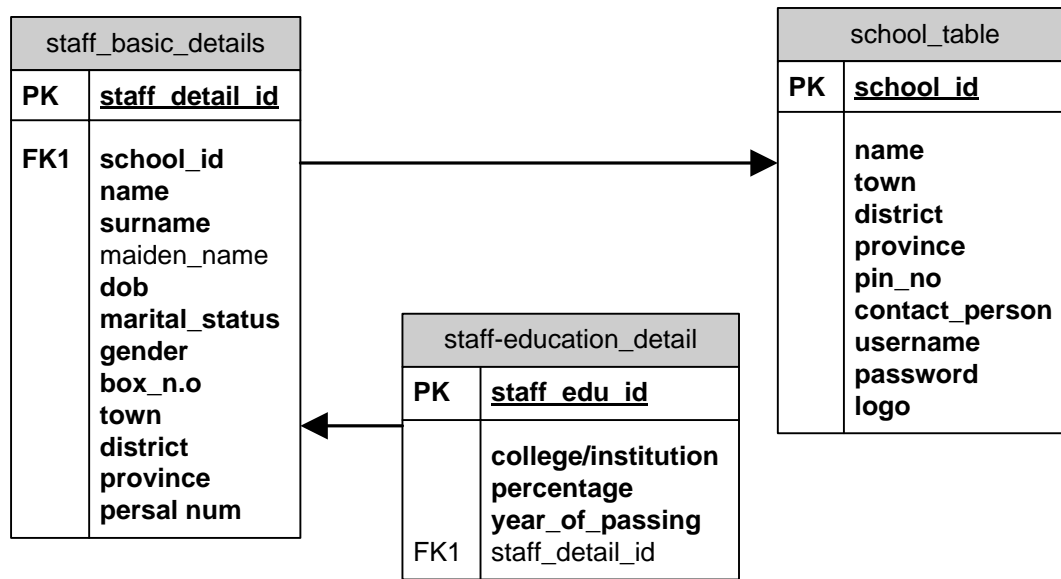 staff_basic_details
PK staff_detail_id
FK1 school_id
name
surname
maiden_name
dob
marital_status
gender
box_n.o
town
district
province
persal num
school_table
PK school_id
name
town
district
province
pin_no
contact_person
username
password
logo
staff-education_detail
PK staff_edu_id
college/institution
percentage
year_of_passing
FK1 staff_detail_id